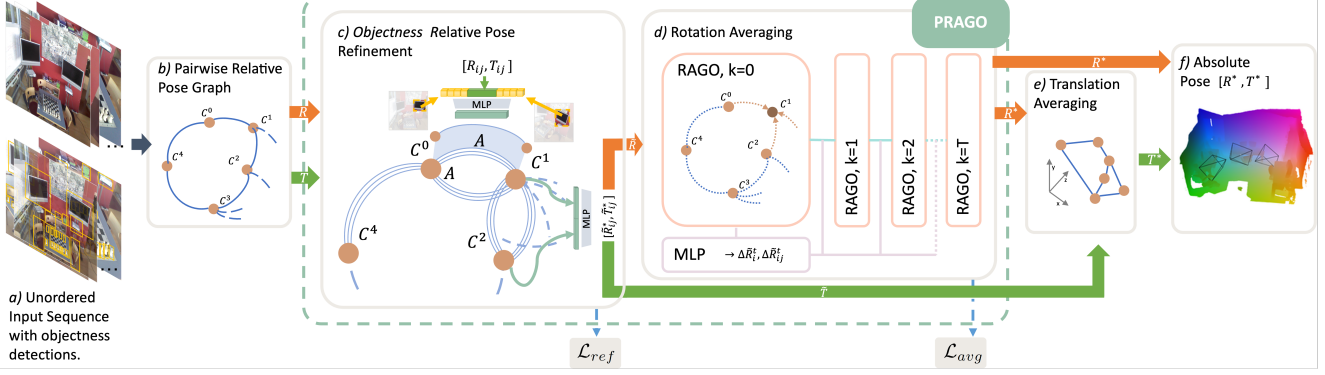 a) Unordered
Input Sequence
with objectness
detections.
...
...
b) Pairwise Relative
Pose Graph
C⁰
C¹
C⁴
C²
C³
R
T
c) Objectness Relative Pose
Refinement
[Rᵢⱼ, Tᵢⱼ]
MLP
A
C⁰
C¹
A
C²
C⁴
MLP
[R̃*ᵢⱼ, T̃*ᵢⱼ]
R̃
T̃
d) Rotation Averaging
PRAGO
RAGO, k=0
C⁰
C¹
C⁴
C²
C³
RAGO, k=1
RAGO, k=2
RAGO, k=T
MLP → ΔR̃ᵢᵗ, ΔR̃ᵢⱼᵗ
R*
R*
e) Translation
Averaging
y
z
x
T*
f) Absolute
Pose [R*, T*]
ℒref
ℒavg